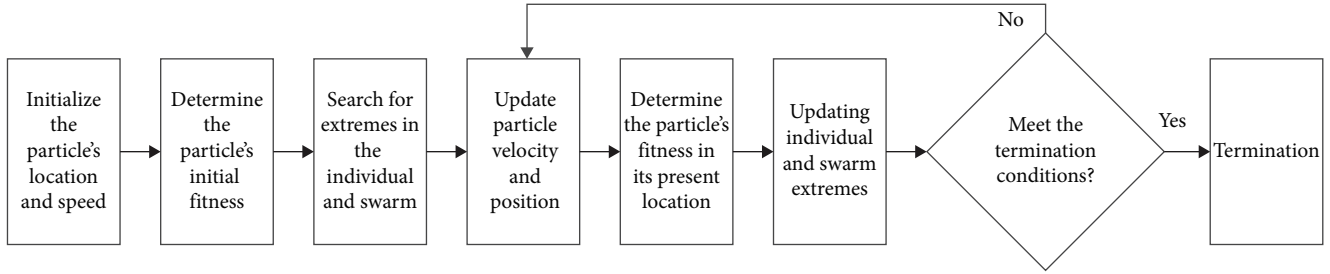 Initialize
the
particle's
location
and speed
Determine
the
particle's
initial
fitness
Search for
extremes in
the
individual
and swarm
Update
particle
velocity
and
position
Determine
the particle's
fitness in
its present
location
Updating
individual
and swarm
extremes
Meet the
termination
conditions?
No
Yes
Termination